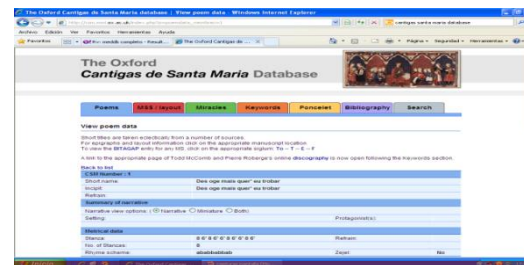 The Oxford Cantigas de Santa Maria database | View poem data - Windows Internet Explorer
cantigas santa maria database
Archivo Edición Ver Favoritos Herramientas Ayuda
Favoritos
The Oxford Cantigas de ...
Página Seguridad Herramientas
The Oxford
Cantigas de Santa Maria Database
Poems MSS / layout Miracles Keywords Poncelet Bibliography Search
View poem data
Short titles are taken eclectically from a number of sources.
For epigraphs and layout information click on the appropriate manuscript location
To view the BITAGAP entry for any MS, click on the appropriate siglum: To – T – E – F
A link to the appropriate page of Todd McComb and Pierre Roberge's online discography is now open following the Keywords section.
Back to list
CSM Number : 1
Short name: Des oge mais quer' eu trobar
Incipit: Des oge mais quer' eu trobar
Refrain:
Summary of narrative
Narrative view options: Narrative Miniature Both
Setting: Protagonist(s):
Metrical data
Stanza: Refrain:
No. of Stanzas: 8
Rhyme scheme: ababbabbab Zejel: No